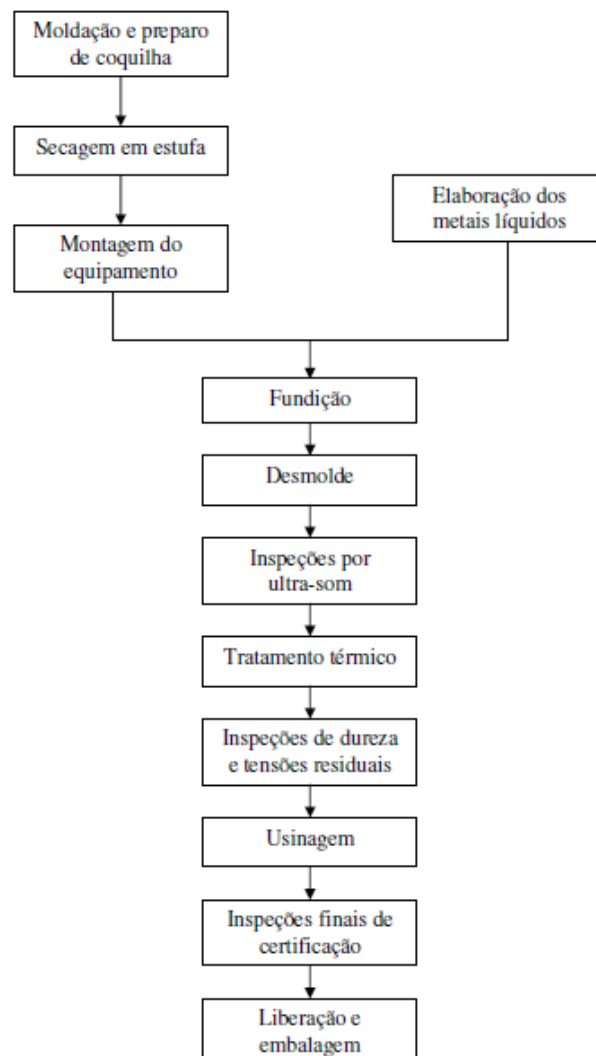 Moldação e preparo
de coquilha
Secagem em estufa
Montagem do
equipamento
Elaboração dos
metais líquidos
Fundição
Desmolde
Inspeções por
ultra-som
Tratamento térmico
Inspeções de dureza
e tensões residuais
Usinagem
Inspeções finais de
certificação
Liberação e
embalagem